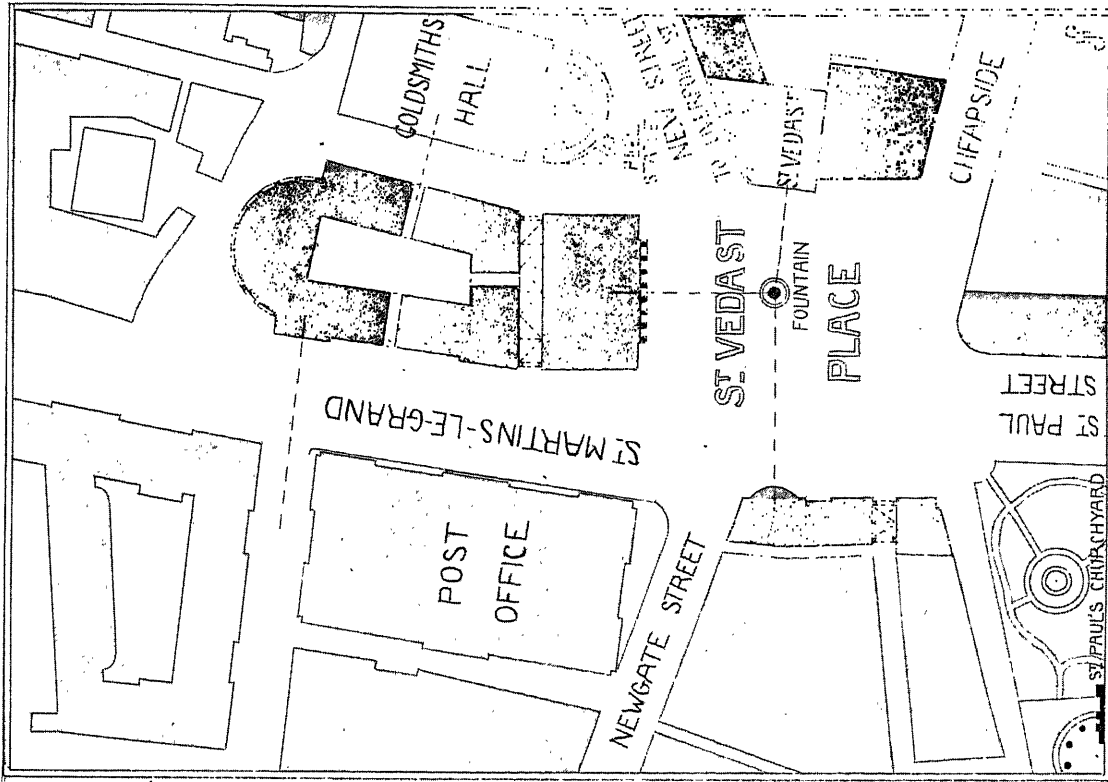 GOLDSMITHS
HALL
NEW STREET
ST VEDAST
CHEAPSIDE
ST VEDAST
FOUNTAIN
PLACE
ST MARTINS-LE-GRAND
POST
OFFICE
NEWGATE STREET
ST PAUL
STREET
ST PAUL'S CHURCHYARD